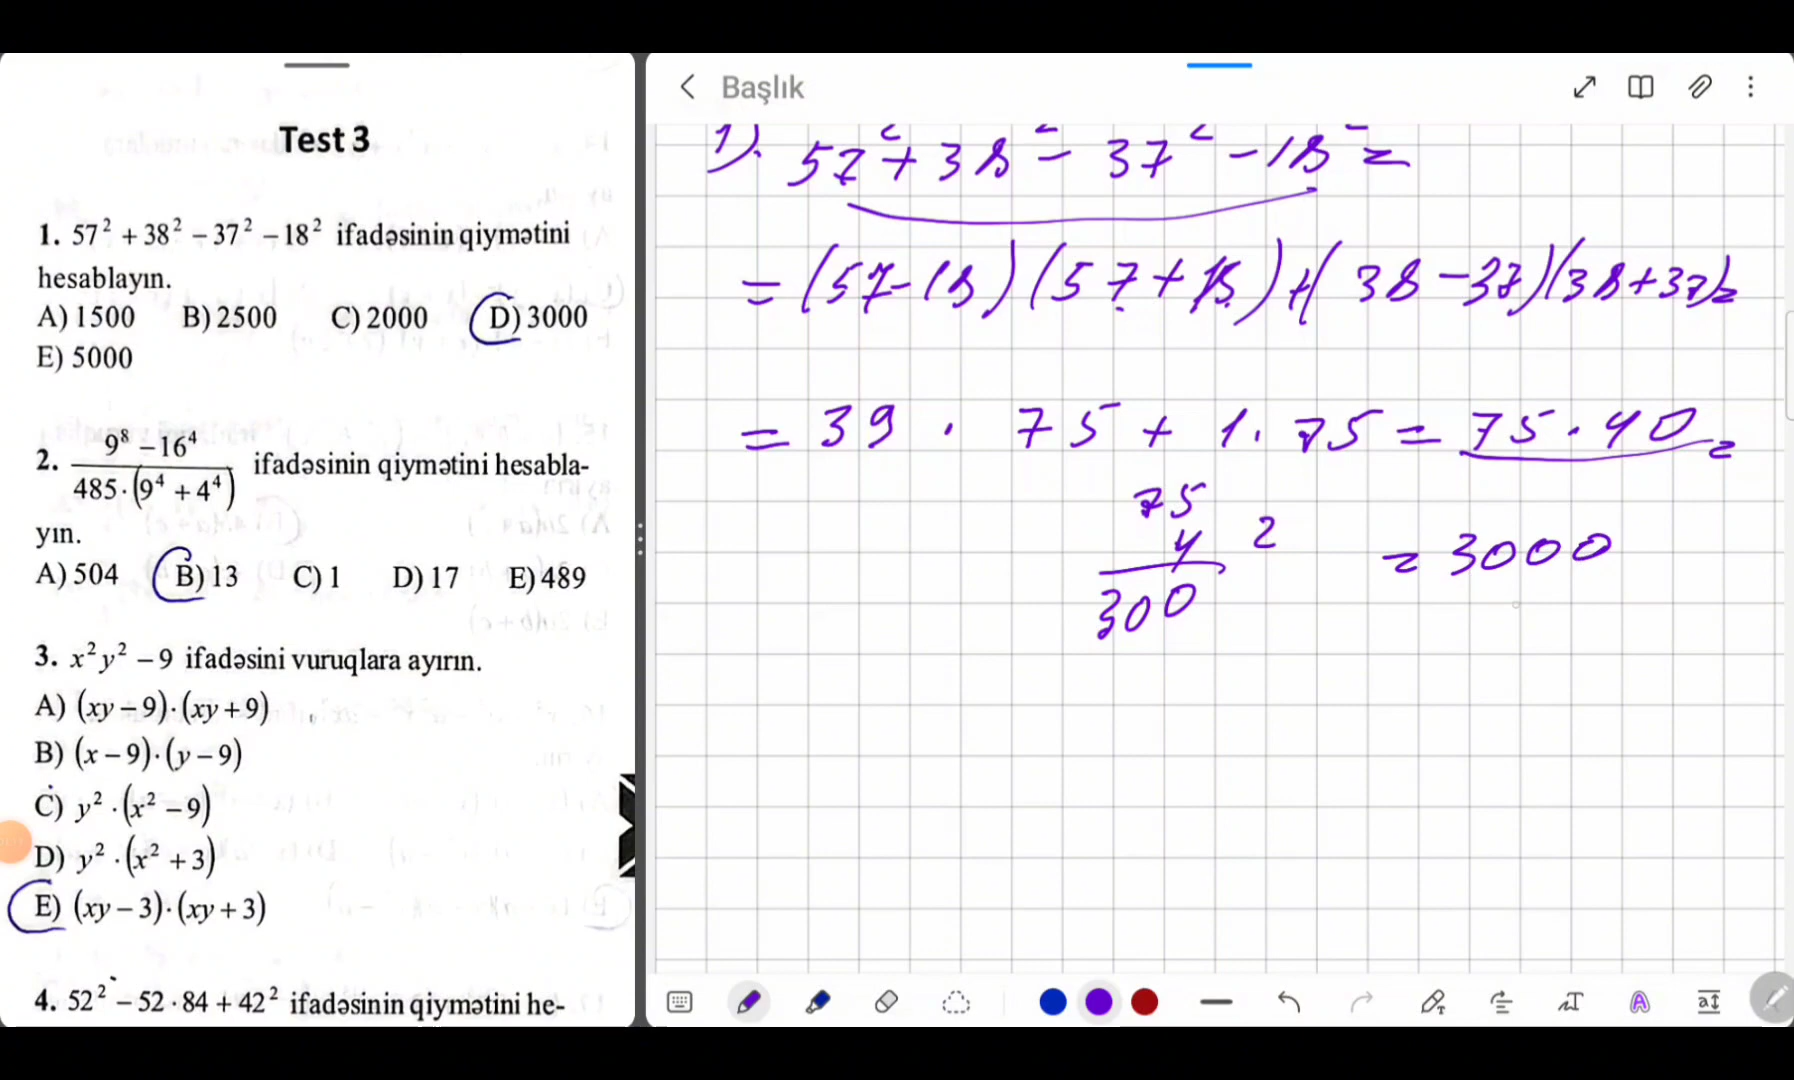 Test 3
1. 57² + 38² − 37² − 18² ifadəsinin qiymətini
hesablayın.
A) 1500 B) 2500 C) 2000 D) 3000
E) 5000
2. (9⁸ − 16⁴) / (485·(9⁴ + 4⁴)) ifadəsinin qiymətini hesabla-
yın.
A) 504 B) 13 C) 1 D) 17 E) 489
3. x²y² − 9 ifadəsini vuruqlara ayırın.
A) (xy − 9)·(xy + 9)
B) (x − 9)·(y − 9)
C) y²·(x² − 9)
D) y²·(x² + 3)
E) (xy − 3)·(xy + 3)
4. 52² − 52·84 + 42² ifadəsinin qiymətini he-
Başlık
1). 57² + 38² − 37² − 18² =
= (57 − 18)(57 + 18) + (38 − 37)(38 + 37) =
= 39 · 75 + 1 · 75 = 75 · 40 =
75
4 2
300
= 3000